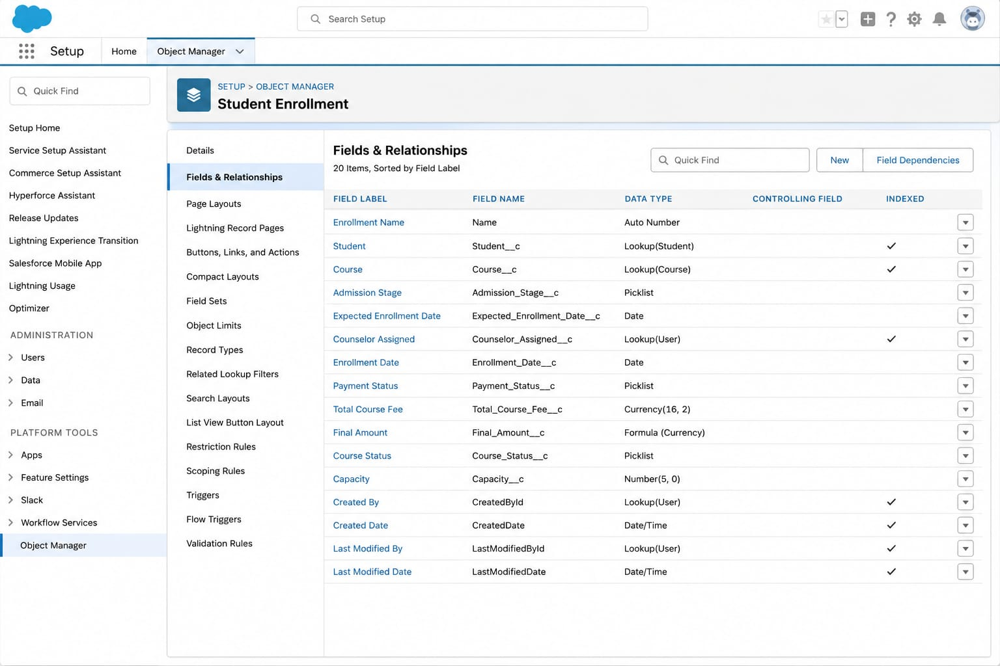 Search Setup
Setup
Home
Object Manager
Quick Find
Setup Home
Service Setup Assistant
Commerce Setup Assistant
Hyperforce Assistant
Release Updates
Lightning Experience Transition
Salesforce Mobile App
Lightning Usage
Optimizer
ADMINISTRATION
Users
Data
Email
PLATFORM TOOLS
Apps
Feature Settings
Slack
Workflow Services
Object Manager
SETUP > OBJECT MANAGER
Student Enrollment
Details
Fields & Relationships
Page Layouts
Lightning Record Pages
Buttons, Links, and Actions
Compact Layouts
Field Sets
Object Limits
Record Types
Related Lookup Filters
Search Layouts
List View Button Layout
Restriction Rules
Scoping Rules
Triggers
Flow Triggers
Validation Rules
Fields & Relationships
20 Items, Sorted by Field Label
Quick Find
New
Field Dependencies
FIELD LABEL FIELD NAME DATA TYPE CONTROLLING FIELD INDEXED
Enrollment Name Name Auto Number
Student Student__c Lookup(Student) ✓
Course Course__c Lookup(Course) ✓
Admission Stage Admission_Stage__c Picklist
Expected Enrollment Date Expected_Enrollment_Date__c Date
Counselor Assigned Counselor_Assigned__c Lookup(User) ✓
Enrollment Date Enrollment_Date__c Date
Payment Status Payment_Status__c Picklist
Total Course Fee Total_Course_Fee__c Currency(16, 2)
Final Amount Final_Amount__c Formula (Currency)
Course Status Course_Status__c Picklist
Capacity Capacity__c Number(5, 0)
Created By CreatedById Lookup(User) ✓
Created Date CreatedDate Date/Time ✓
Last Modified By LastModifiedById Lookup(User) ✓
Last Modified Date LastModifiedDate Date/Time ✓